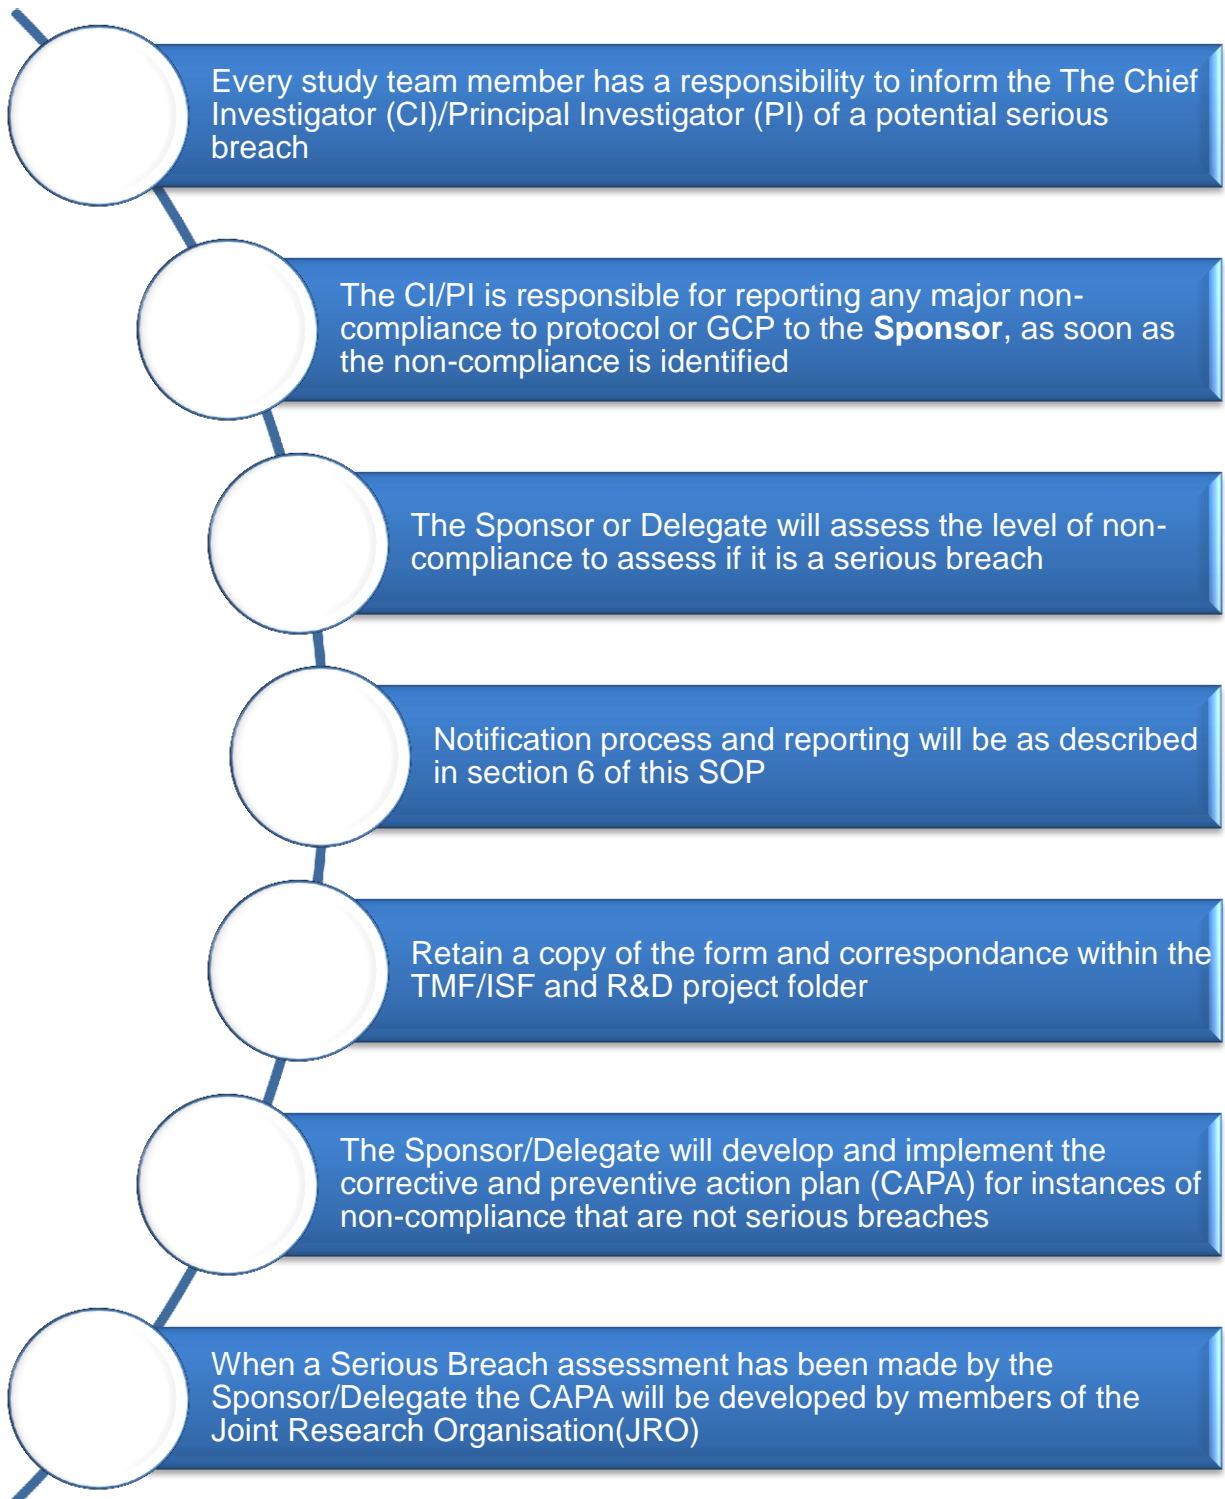 Every study team member has a responsibility to inform the The Chief
Investigator (CI)/Principal Investigator (PI) of a potential serious
breach
The CI/PI is responsible for reporting any major non-
compliance to protocol or GCP to the Sponsor, as soon as
the non-compliance is identified
The Sponsor or Delegate will assess the level of non-
compliance to assess if it is a serious breach
Notification process and reporting will be as described
in section 6 of this SOP
Retain a copy of the form and correspondance within the
TMF/ISF and R&D project folder
The Sponsor/Delegate will develop and implement the
corrective and preventive action plan (CAPA) for instances of
non-compliance that are not serious breaches
When a Serious Breach assessment has been made by the
Sponsor/Delegate the CAPA will be developed by members of the
Joint Research Organisation(JRO)